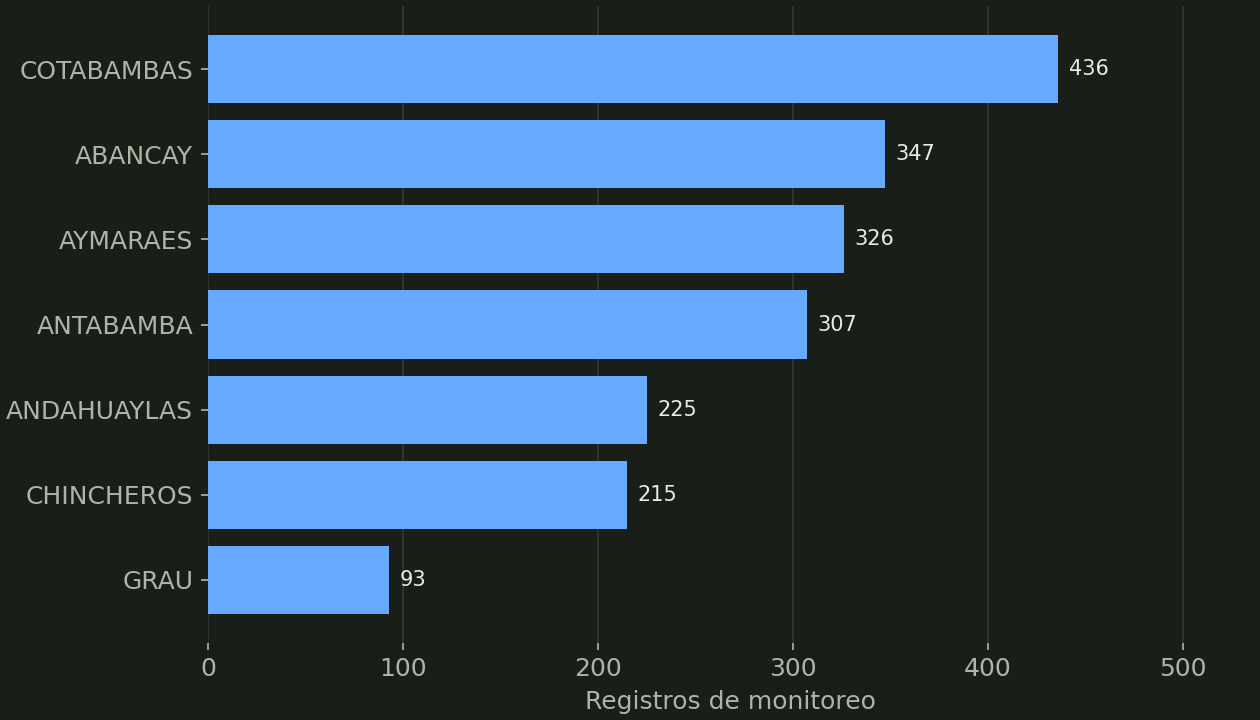 COTABAMBAS 436
ABANCAY 347
AYMARAES 326
ANTABAMBA 307
ANDAHUAYLAS 225
CHINCHEROS 215
GRAU 93
0 100 200 300 400 500
Registros de monitoreo